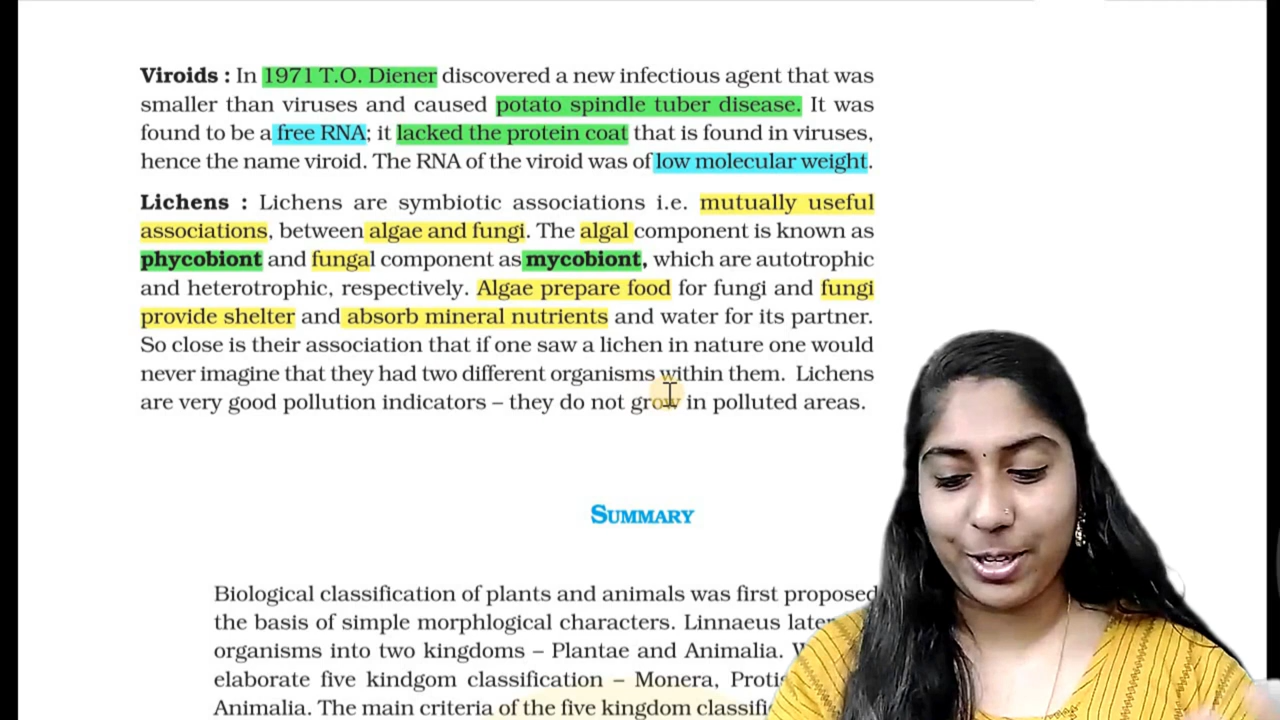 Viroids : In 1971 T.O. Diener discovered a new infectious agent that was
smaller than viruses and caused potato spindle tuber disease. It was
found to be a free RNA; it lacked the protein coat that is found in viruses,
hence the name viroid. The RNA of the viroid was of low molecular weight.
Lichens : Lichens are symbiotic associations i.e. mutually useful
associations, between algae and fungi. The algal component is known as
phycobiont and fungal component as mycobiont, which are autotrophic
and heterotrophic, respectively. Algae prepare food for fungi and fungi
provide shelter and absorb mineral nutrients and water for its partner.
So close is their association that if one saw a lichen in nature one would
never imagine that they had two different organisms within them. Lichens
are very good pollution indicators – they do not grow in polluted areas.
SUMMARY
Biological classification of plants and animals was first proposed
the basis of simple morphlogical characters. Linnaeus
organisms into two kingdoms – Plantae and Animalia.
elaborate five kindgom classification – Monera,
Animalia. The main criteria of the five kingdom